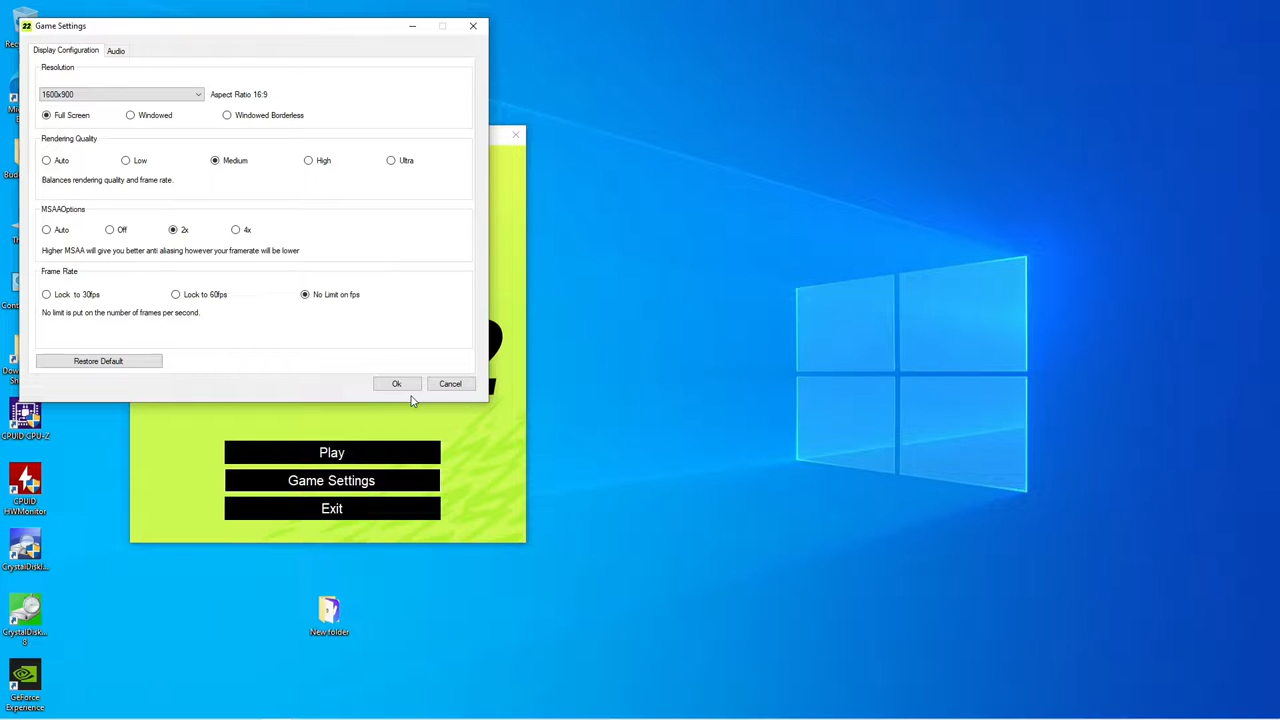 22 Game Settings
Display Configuration Audio
Resolution
1600x900 Aspect Ratio 16:9
Full Screen Windowed Windowed Borderless
Rendering Quality
Auto Low Medium High Ultra
Balances rendering quality and frame rate.
MSAAOptions
Auto Off 2x 4x
Higher MSAA will give you better anti aliasing however your framerate will be lower
Frame Rate
Lock to 30fps Lock to 60fps No Limit on fps
No limit is put on the number of frames per second.
Restore Default
Ok Cancel
Play
Game Settings
Exit
CPUID CPU-Z
CPUID
HWMonitor
CrystalDiskI...
CrystalDisk...
8
GeForce
Experience
New folder